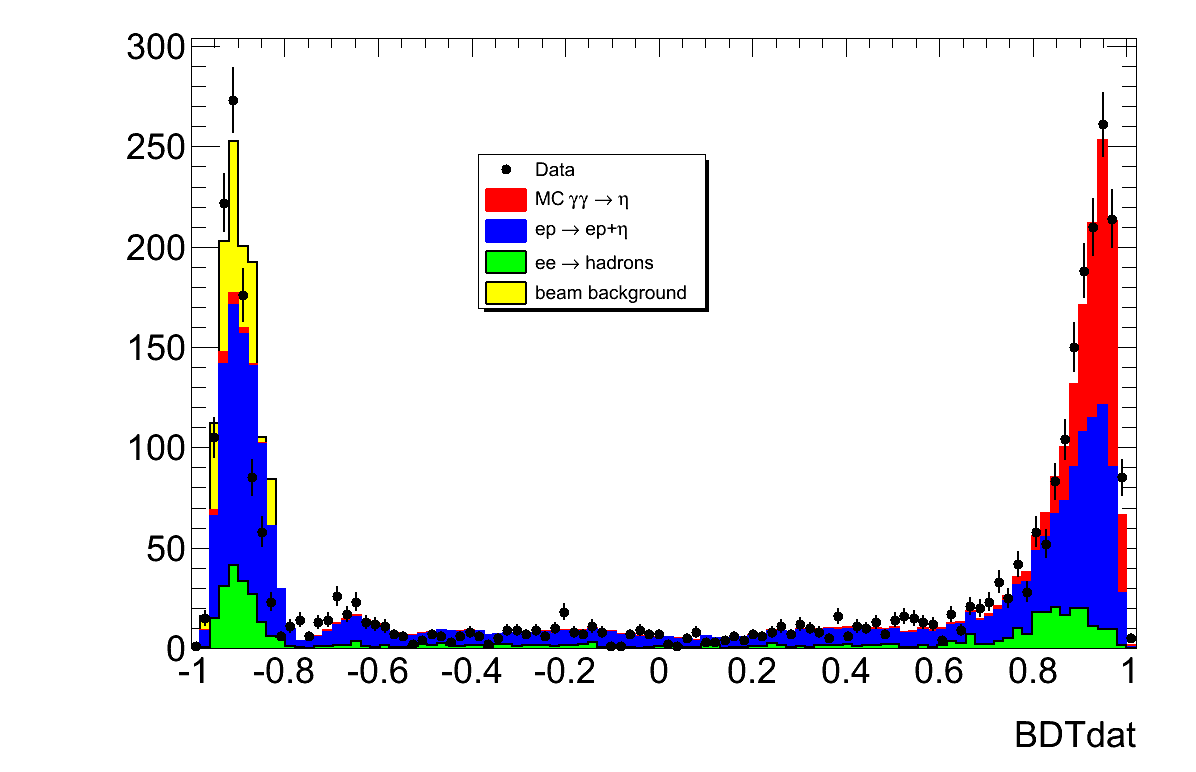 300
250
200
150
100
50
0
Data
MC γγ → η
ep → ep+η
ee → hadrons
beam background
-1 -0.8 -0.6 -0.4 -0.2 0 0.2 0.4 0.6 0.8 1
BDTdat